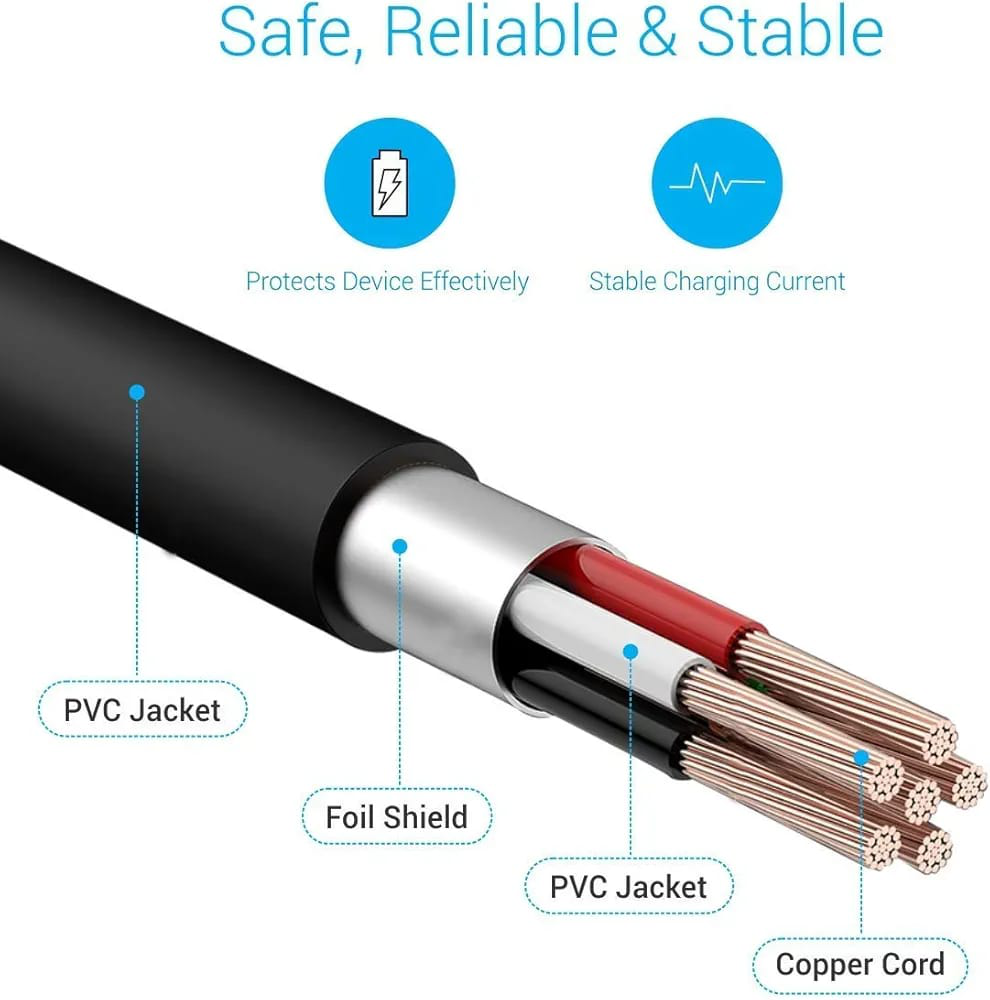 Safe, Reliable & Stable
Protects Device Effectively
Stable Charging Current
PVC Jacket
Foil Shield
PVC Jacket
Copper Cord